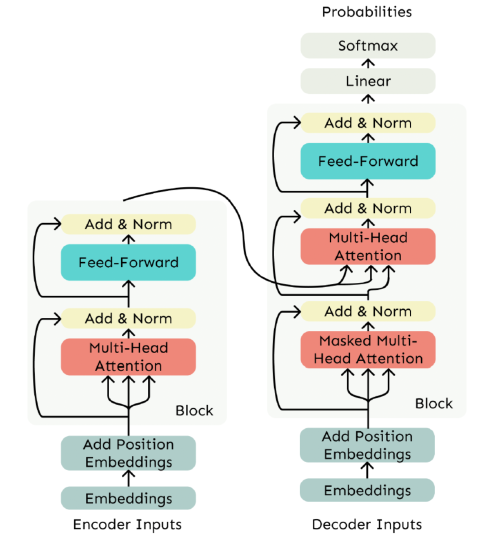 Probabilities
Softmax
Linear
Add & Norm
Feed-Forward
Add & Norm
Multi-Head
Attention
Add & Norm
Masked Multi-
Head Attention
Block
Add Position
Embeddings
Embeddings
Decoder Inputs
Add & Norm
Feed-Forward
Add & Norm
Multi-Head
Attention
Block
Add Position
Embeddings
Embeddings
Encoder Inputs